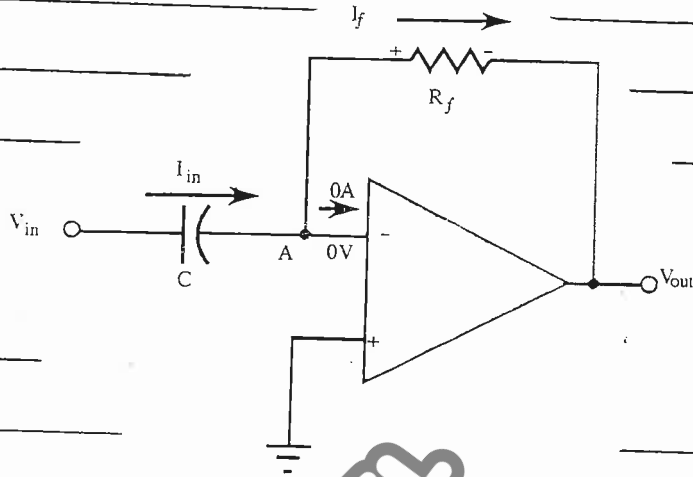 I_f
+ -
R_f
I_in
0A
V_in
-
A 0V
C
V_out
+